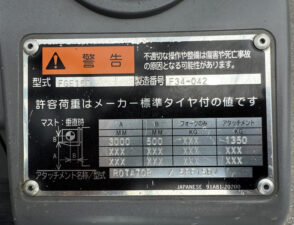 警告
不適切な操作や整備は傷害や死亡事故
の原因となる可能性があります。
型式 製造番号 F34-042
許容荷重はメーカー標準タイヤ付の値です
マスト:垂直時 A B フォークのみ アタッチメント
MM MM KG KG
3000 500 -XXX -1350
XXX XXX XXX XXX
XXX XXX XXX XXX
アタッチメント名称/型式 ROTATOR
JAPANESE 91A81-20200